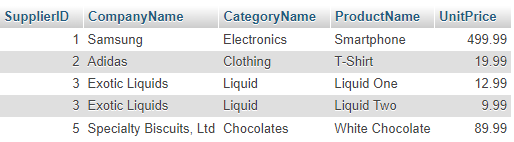 SupplierID CompanyName CategoryName ProductName UnitPrice
1 Samsung Electronics Smartphone 499.99
2 Adidas Clothing T-Shirt 19.99
3 Exotic Liquids Liquid Liquid One 12.99
3 Exotic Liquids Liquid Liquid Two 9.99
5 Specialty Biscuits, Ltd Chocolates White Chocolate 89.99